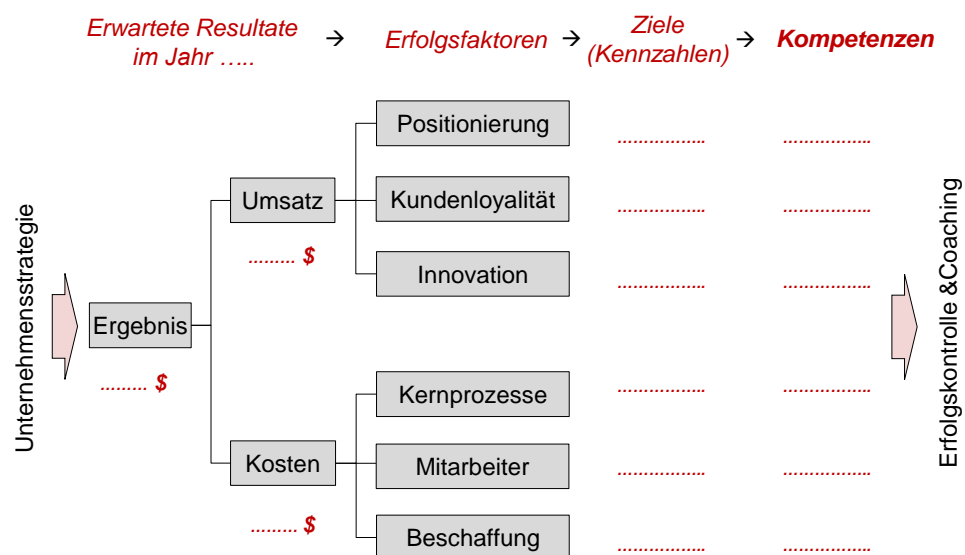 Erwartete Resultate
im Jahr ….. → Erfolgsfaktoren → Ziele
(Kennzahlen) → Kompetenzen
Unternehmensstrategie
Positionierung ................. .................
Umsatz
Kundenloyalität ................. .................
......... $
Innovation ................. .................
Ergebnis
......... $
Kernprozesse ................. .................
Kosten
Mitarbeiter ................. .................
......... $
Beschaffung ................. .................
Erfolgskontrolle &Coaching